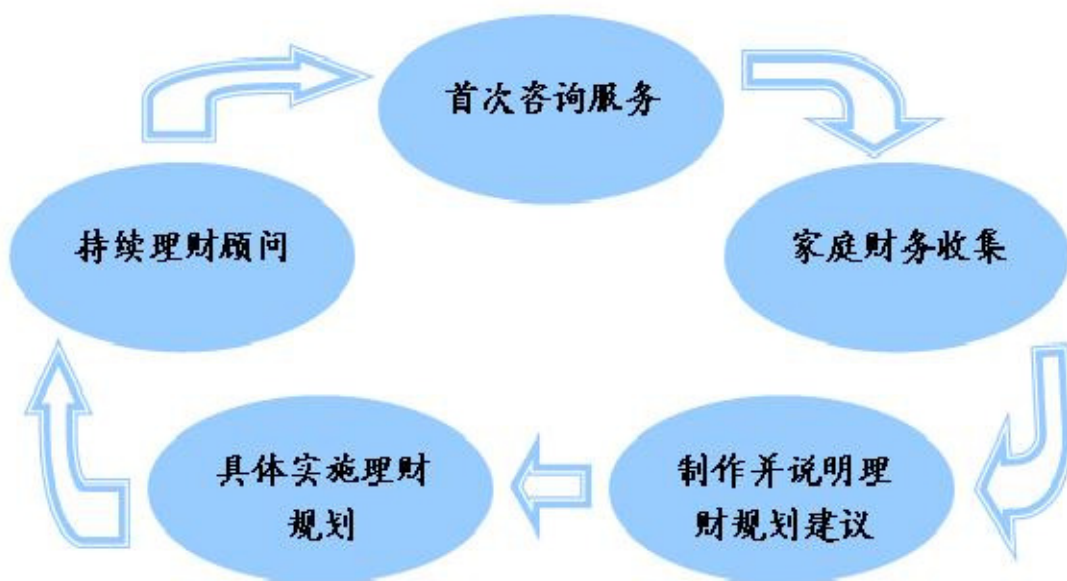 首次咨询服务
家庭财务收集
制作并说明理
财规划建议
具体实施理财
规划
持续理财顾问